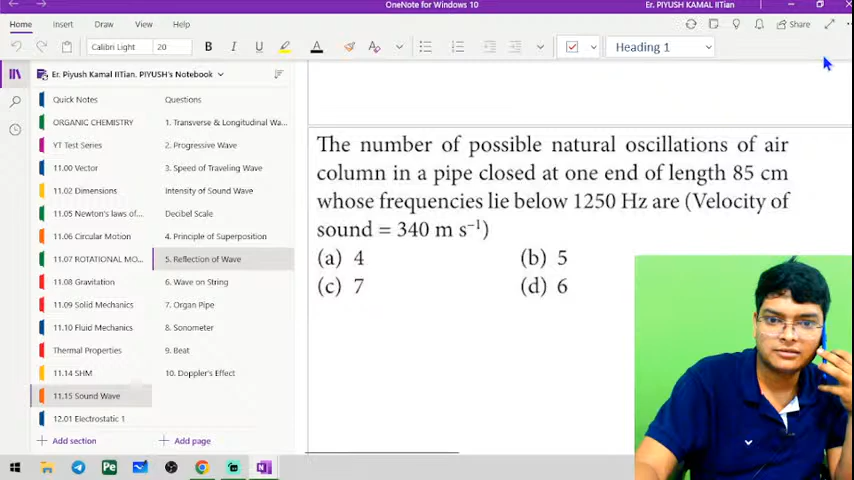 OneNote for Windows 10
Er. PIYUSH KAMAL IITian
Home Insert Draw View Help
Share
Calibri Light 20 B I U A A Heading 1
Er. Piyush Kamal IITian. PIYUSH's Notebook
Quick Notes
ORGANIC CHEMISTRY
YT Test Series
11.00 Vector
11.02 Dimensions
11.05 Newton's laws of...
11.06 Circular Motion
11.07 ROTATIONAL MO...
11.08 Gravitation
11.09 Solid Mechanics
11.10 Fluid Mechanics
Thermal Properties
11.14 SHM
11.15 Sound Wave
12.01 Electrostatic 1
Add section
Questions
1. Transverse & Longitudinal Wa...
2. Progressive Wave
3. Speed of Traveling Wave
Intensity of Sound Wave
Decibel Scale
4. Principle of Superposition
5. Reflection of Wave
6. Wave on String
7. Organ Pipe
8. Sonometer
9. Beat
10. Doppler's Effect
Add page
The number of possible natural oscillations of air
column in a pipe closed at one end of length 85 cm
whose frequencies lie below 1250 Hz are (Velocity of
sound = 340 m s⁻¹)
(a) 4 (b) 5
(c) 7 (d) 6
Pe
N